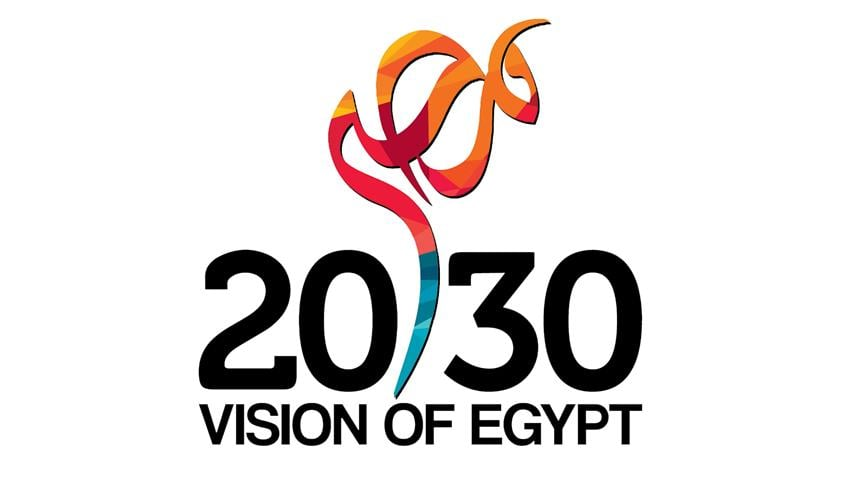 مصر
2030
VISION OF EGYPT